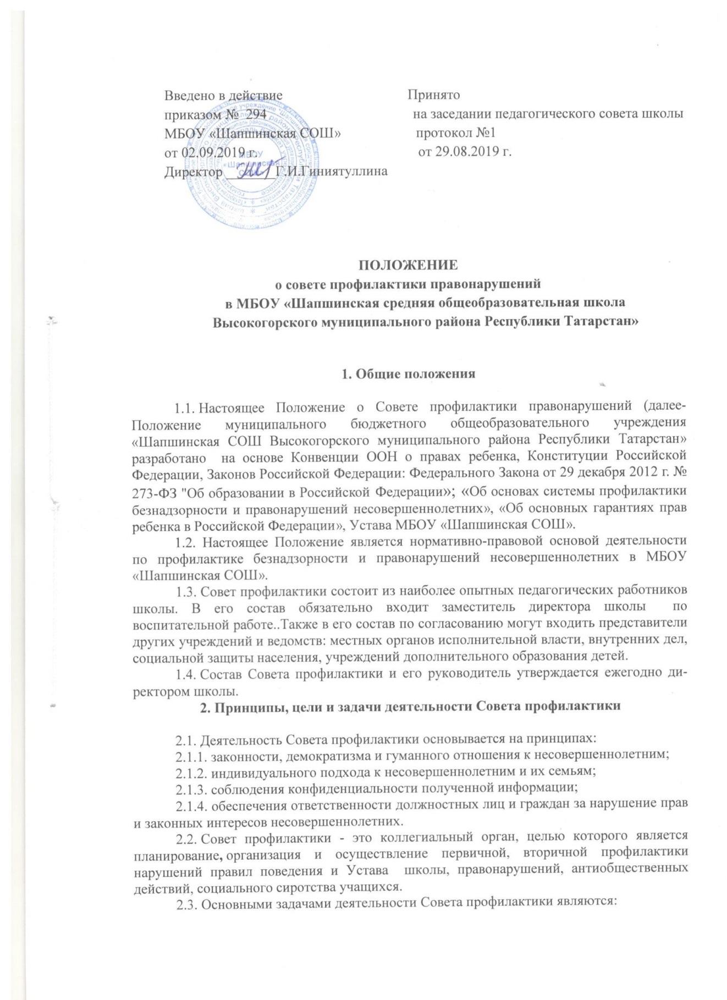 Введено в действие
приказом № 294
МБОУ «Шапшинская СОШ»
от 02.09.2019 г.
Директор _______Г.И.Гиниятуллина
Принято
на заседании педагогического совета школы
протокол №1
от 29.08.2019 г.
МБОУ
«Шапшинская
ПОЛОЖЕНИЕ
о совете профилактики правонарушений
в МБОУ «Шапшинская средняя общеобразовательная школа
Высокогорского муниципального района Республики Татарстан»
1. Общие положения
1.1. Настоящее Положение о Совете профилактики правонарушений (далее-
Положение муниципального бюджетного общеобразовательного учреждения
«Шапшинская СОШ Высокогорского муниципального района Республики Татарстан»
разработано на основе Конвенции ООН о правах ребенка, Конституции Российской
Федерации, Законов Российской Федерации: Федерального Закона от 29 декабря 2012 г. №
273-ФЗ "Об образовании в Российской Федерации»; «Об основах системы профилактики
безнадзорности и правонарушений несовершеннолетних», «Об основных гарантиях прав
ребенка в Российской Федерации», Устава МБОУ «Шапшинская СОШ».
1.2. Настоящее Положение является нормативно-правовой основой деятельности
по профилактике безнадзорности и правонарушений несовершеннолетних в МБОУ
«Шапшинская СОШ».
1.3. Совет профилактики состоит из наиболее опытных педагогических работников
школы. В его состав обязательно входит заместитель директора школы по
воспитательной работе..Также в его состав по согласованию могут входить представители
других учреждений и ведомств: местных органов исполнительной власти, внутренних дел,
социальной защиты населения, учреждений дополнительного образования детей.
1.4. Состав Совета профилактики и его руководитель утверждается ежегодно ди-
ректором школы.
2. Принципы, цели и задачи деятельности Совета профилактики
2.1. Деятельность Совета профилактики основывается на принципах:
2.1.1. законности, демократизма и гуманного отношения к несовершеннолетним;
2.1.2. индивидуального подхода к несовершеннолетним и их семьям;
2.1.3. соблюдения конфиденциальности полученной информации;
2.1.4. обеспечения ответственности должностных лиц и граждан за нарушение прав
и законных интересов несовершеннолетних.
2.2. Совет профилактики - это коллегиальный орган, целью которого является
планирование, организация и осуществление первичной, вторичной профилактики
нарушений правил поведения и Устава школы, правонарушений, антиобщественных
действий, социального сиротства учащихся.
2.3. Основными задачами деятельности Совета профилактики являются: